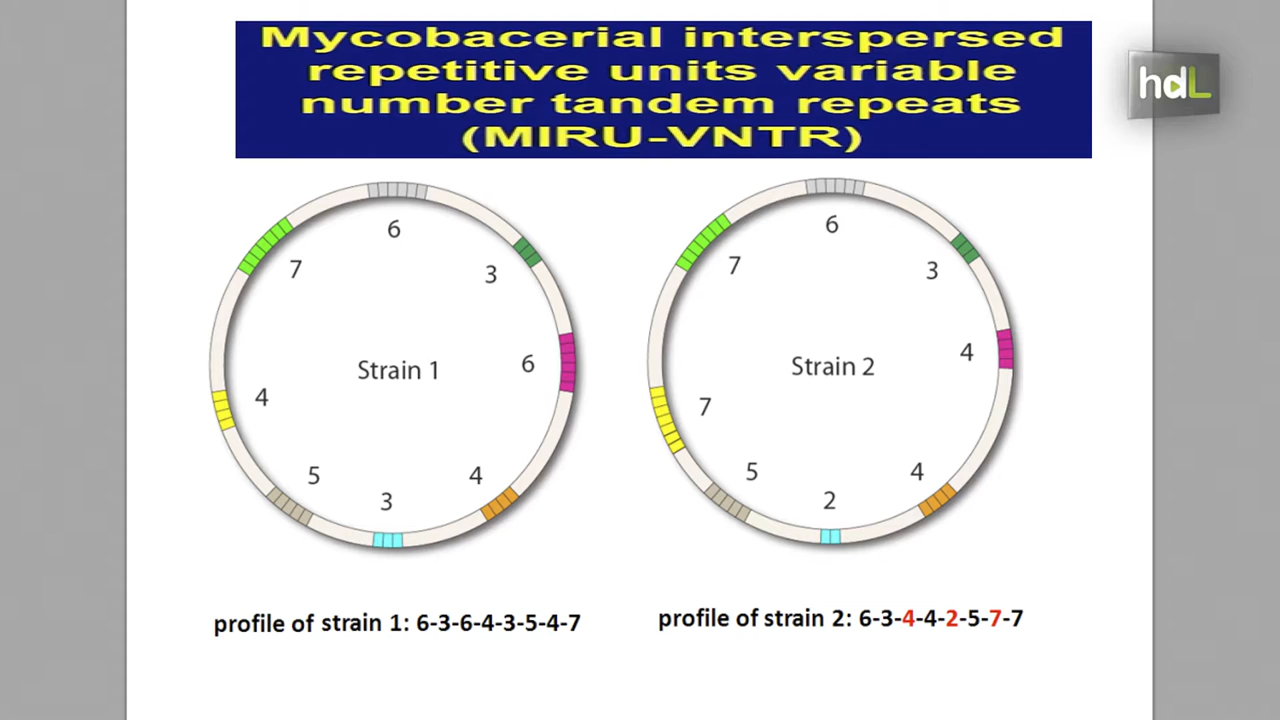 Mycobacerial interspersed
repetitive units variable
number tandem repeats
(MIRU-VNTR)
hdL
6
3
6
4
3
5
4
7
Strain 1
6
3
4
4
2
5
7
7
Strain 2
profile of strain 1: 6-3-6-4-3-5-4-7
profile of strain 2: 6-3-4-4-2-5-7-7